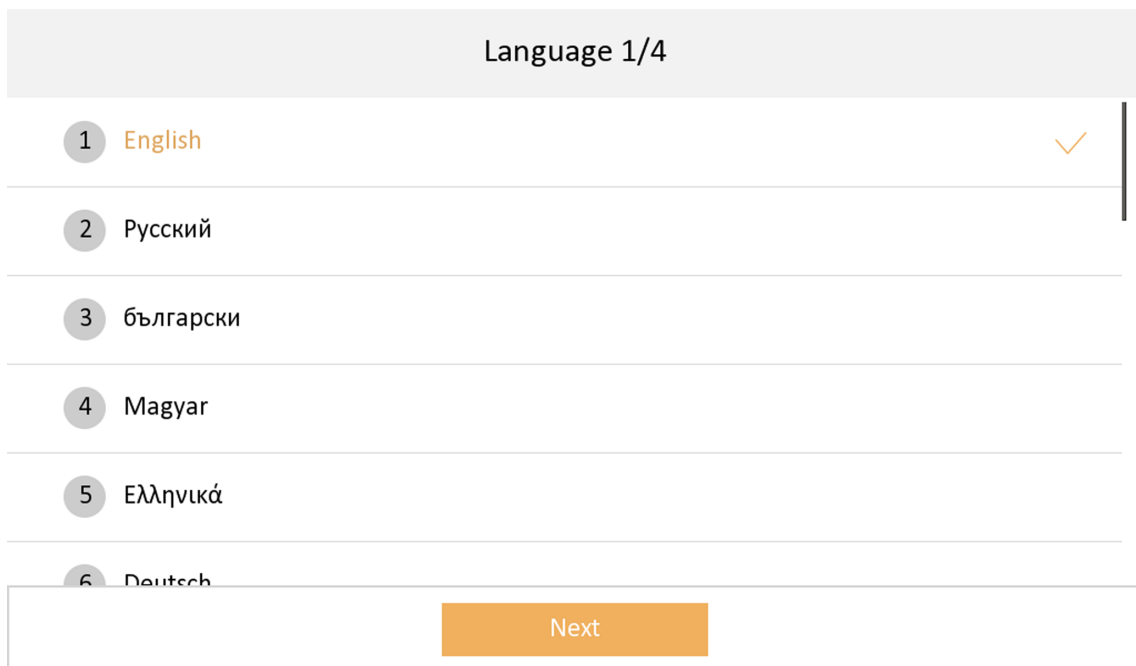 Language 1/4
1 English
2 Русский
3 български
4 Magyar
5 Ελληνικά
6 Deutsch
Next